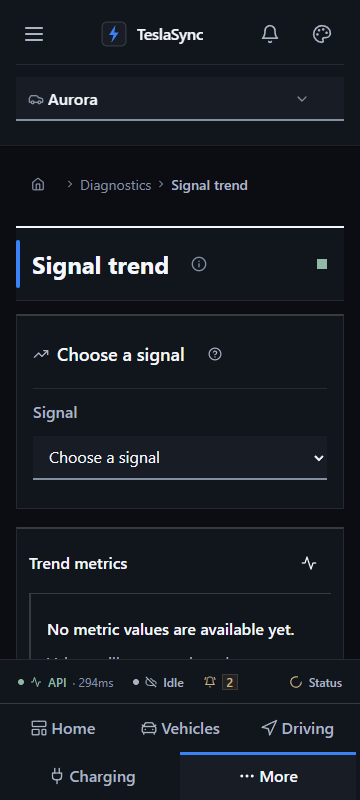 TeslaSync
Aurora
Diagnostics Signal trend
Signal trend
Choose a signal
Signal
Choose a signal
Trend metrics
No metric values are available yet.
API · 294ms Idle 2 Status
Home Vehicles Driving
Charging More